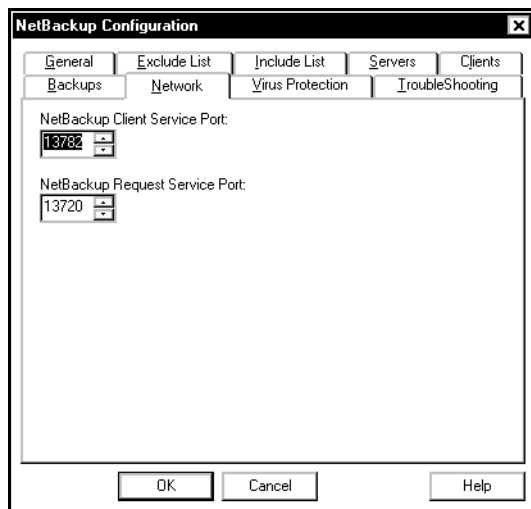 NetBackup Configuration
General Exclude List Include List Servers Clients
Backups Network Virus Protection TroubleShooting
NetBackup Client Service Port:
13782
NetBackup Request Service Port:
13720
OK Cancel Help